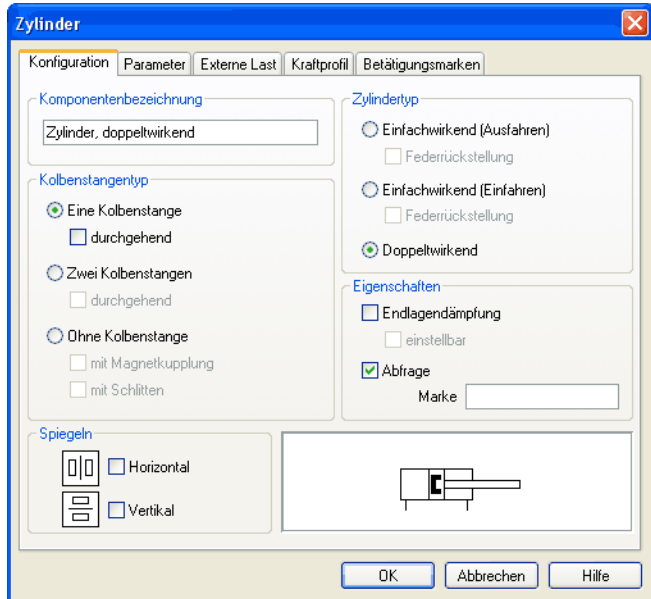 Zylinder
Konfiguration Parameter Externe Last Kraftprofil Betätigungsmarken
Komponentenbezeichnung
Zylinder, doppeltwirkend
Kolbenstangentyp
Eine Kolbenstange
durchgehend
Zwei Kolbenstangen
durchgehend
Ohne Kolbenstange
mit Magnetkupplung
mit Schlitten
Zylindertyp
Einfachwirkend (Ausfahren)
Federrückstellung
Einfachwirkend (Einfahren)
Federrückstellung
Doppeltwirkend
Eigenschaften
Endlagendämpfung
einstellbar
Abfrage
Marke
Spiegeln
Horizontal
Vertikal
OK Abbrechen Hilfe